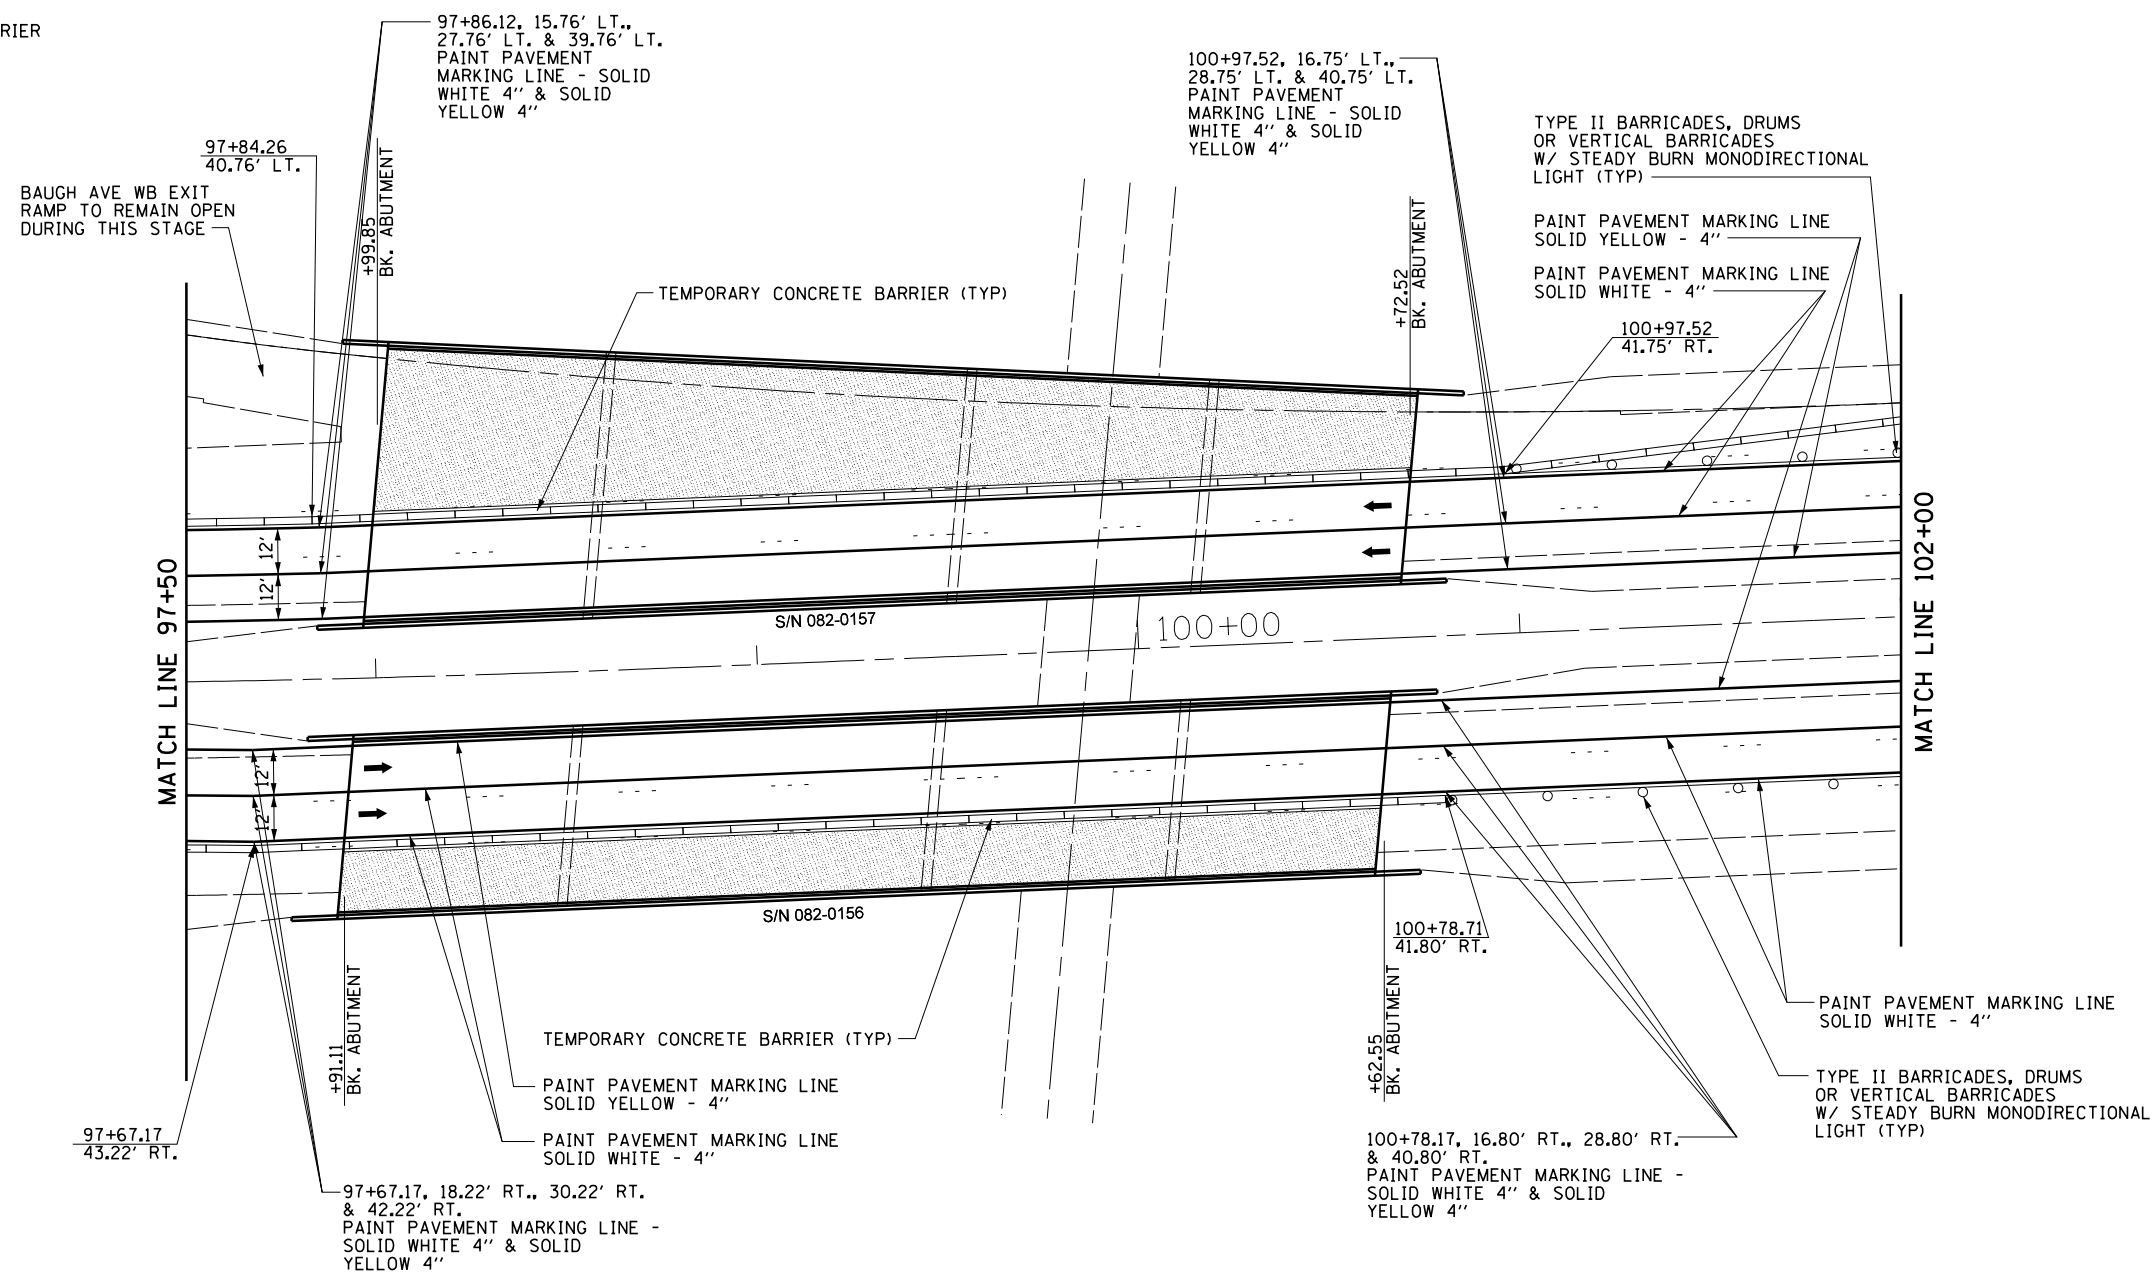 RIER
97+86.12, 15.76' LT.,
27.76' LT. & 39.76' LT.
PAINT PAVEMENT
MARKING LINE - SOLID
WHITE 4'' & SOLID
YELLOW 4''
100+97.52, 16.75' LT.,
28.75' LT. & 40.75' LT.
PAINT PAVEMENT
MARKING LINE - SOLID
WHITE 4'' & SOLID
YELLOW 4''
TYPE II BARRICADES, DRUMS
OR VERTICAL BARRICADES
W/ STEADY BURN MONODIRECTIONAL
LIGHT (TYP)
97+84.26
40.76' LT.
BAUGH AVE WB EXIT
RAMP TO REMAIN OPEN
DURING THIS STAGE
+99.85
BK. ABUTMENT
+72.52
BK. ABUTMENT
PAINT PAVEMENT MARKING LINE
SOLID YELLOW - 4''
PAINT PAVEMENT MARKING LINE
SOLID WHITE - 4''
TEMPORARY CONCRETE BARRIER (TYP)
100+97.52
41.75' RT.
12'
12'
MATCH LINE 97+50
MATCH LINE 102+00
S/N 082-0157
100+00
12'
12'
S/N 082-0156
100+78.71
41.80' RT.
+91.11
BK. ABUTMENT
+62.55
BK. ABUTMENT
TEMPORARY CONCRETE BARRIER (TYP)
PAINT PAVEMENT MARKING LINE
SOLID WHITE - 4''
PAINT PAVEMENT MARKING LINE
SOLID YELLOW - 4''
TYPE II BARRICADES, DRUMS
OR VERTICAL BARRICADES
W/ STEADY BURN MONODIRECTIONAL
LIGHT (TYP)
97+67.17
43.22' RT.
PAINT PAVEMENT MARKING LINE
SOLID WHITE - 4''
100+78.17, 16.80' RT., 28.80' RT.
& 40.80' RT.
PAINT PAVEMENT MARKING LINE -
SOLID WHITE 4'' & SOLID
YELLOW 4''
97+67.17, 18.22' RT., 30.22' RT.
& 42.22' RT.
PAINT PAVEMENT MARKING LINE -
SOLID WHITE 4'' & SOLID
YELLOW 4''